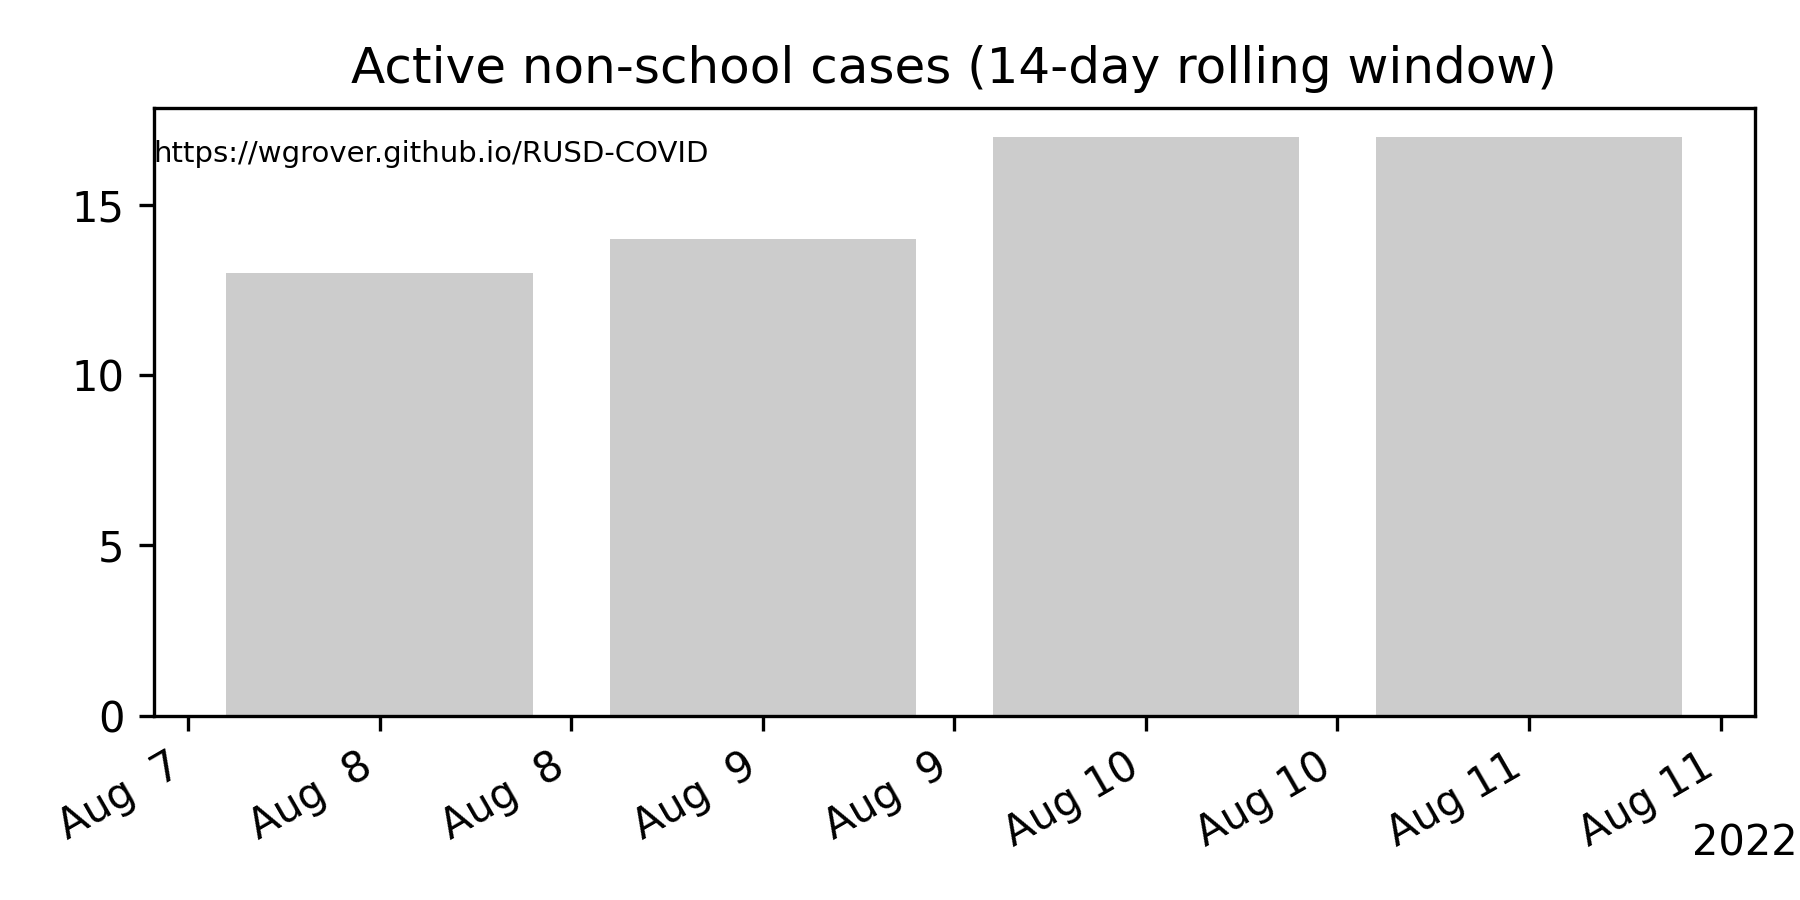 Active non-school cases (14-day rolling window)
https://wgrover.github.io/RUSD-COVID
15
10
5
0
Aug 7
Aug 8
Aug 8
Aug 9
Aug 9
Aug 10
Aug 10
Aug 11
Aug 11
2022